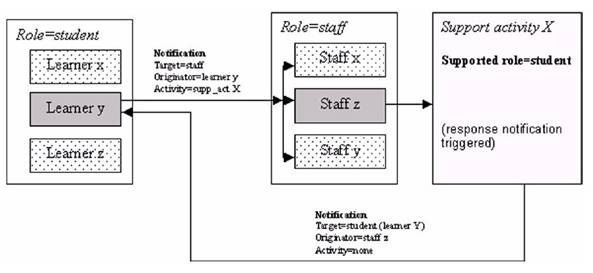 Role=student
Learner x
Learner y
Learner z
Notification
Target=staff
Originator=learner y
Activity=supp_act X
Role=staff
Staff x
Staff z
Staff y
Support activity X
Supported role=student
(response notification
triggered)
Notification
Target=student (learner Y)
Originator=staff z
Activity=none